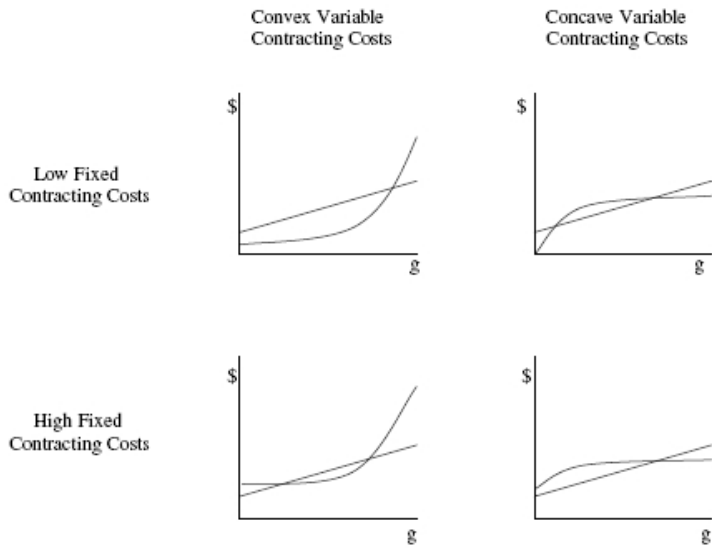 Convex Variable
Contracting Costs
Concave Variable
Contracting Costs
$
$
Low Fixed
Contracting Costs
g
g
$
$
High Fixed
Contracting Costs
g
g